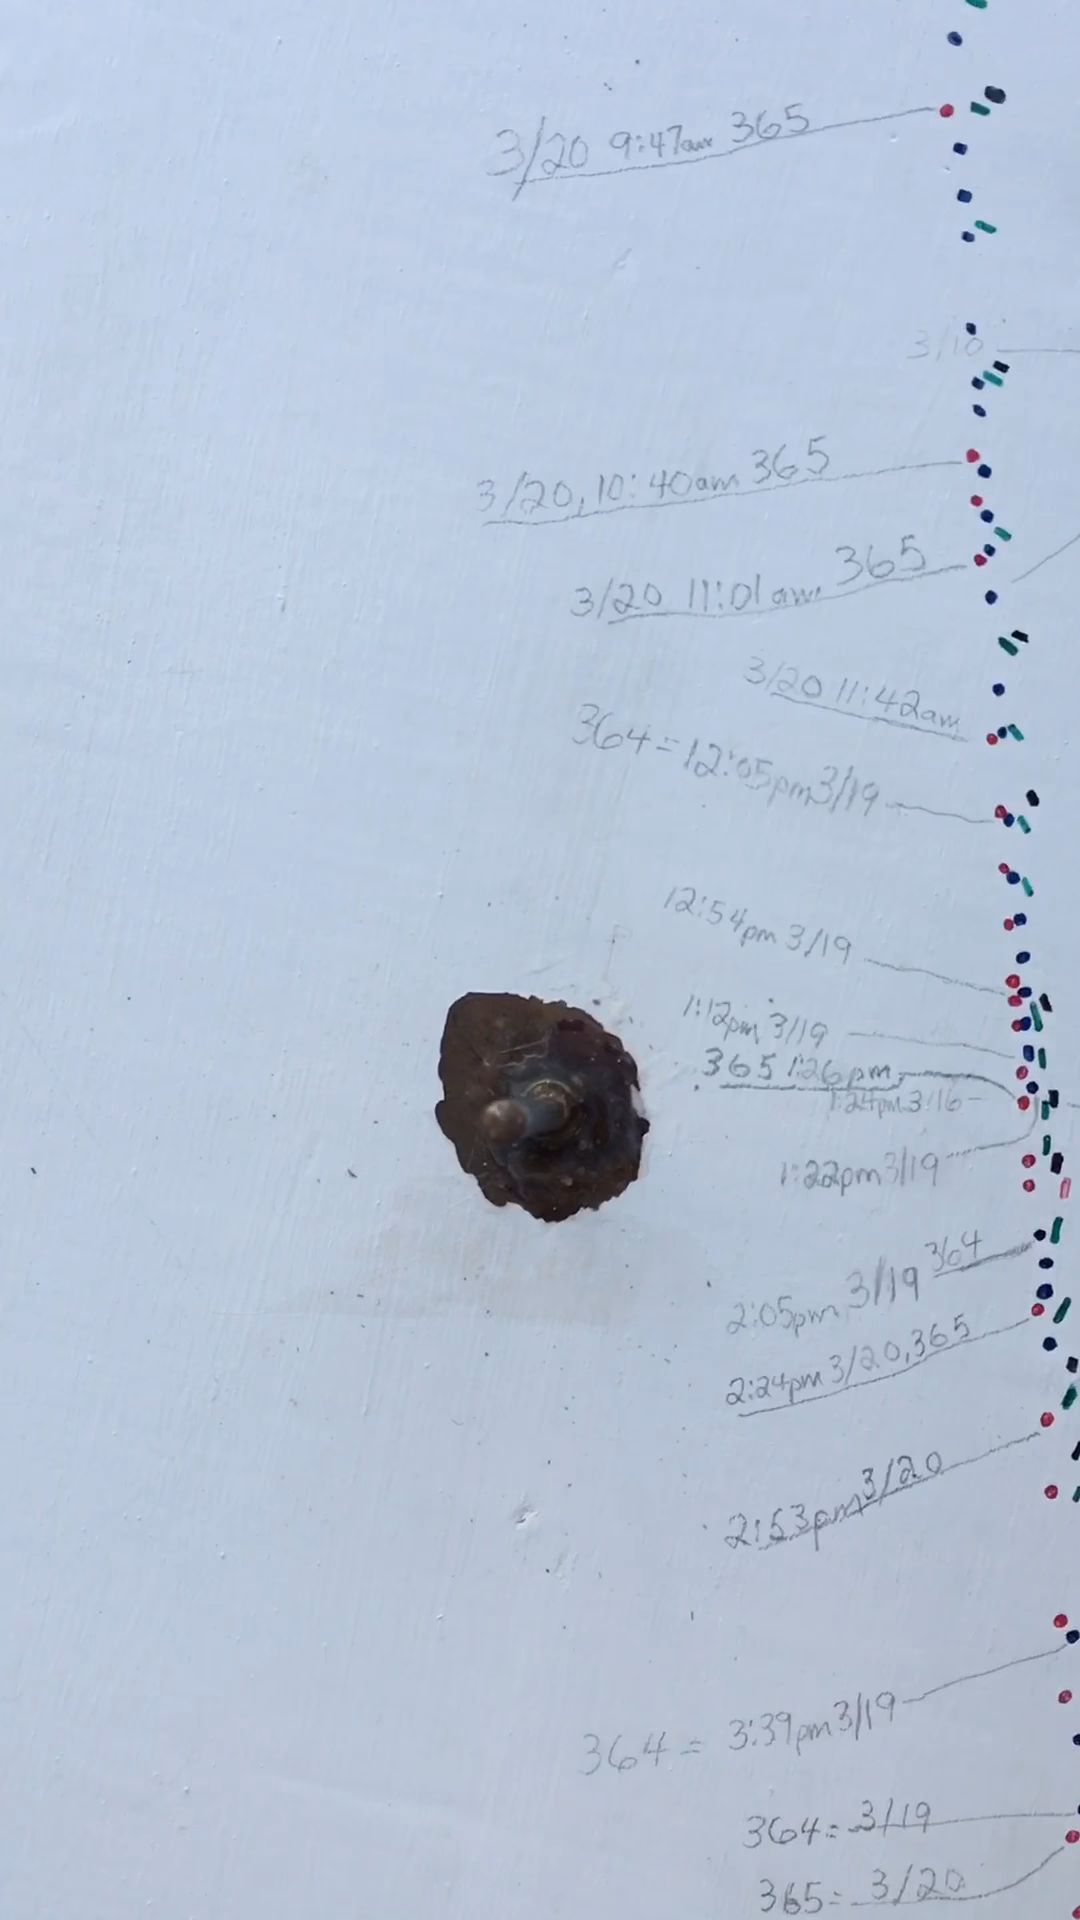 3/20 9:47am 365
3/10
3/20, 10:40am 365
3/20 11:01am 365
3/20 11:42am
364=12:05pm 3/19
12:54pm 3/19
1:12pm 3/19
365 1:26pm
1:24pm 3/16
1:22pm 3/19
2:05pm 3/19 364
2:24pm 3/20,365
2:53pm 3/20
364= 3:39pm 3/19
364= 3/19
365= 3/20